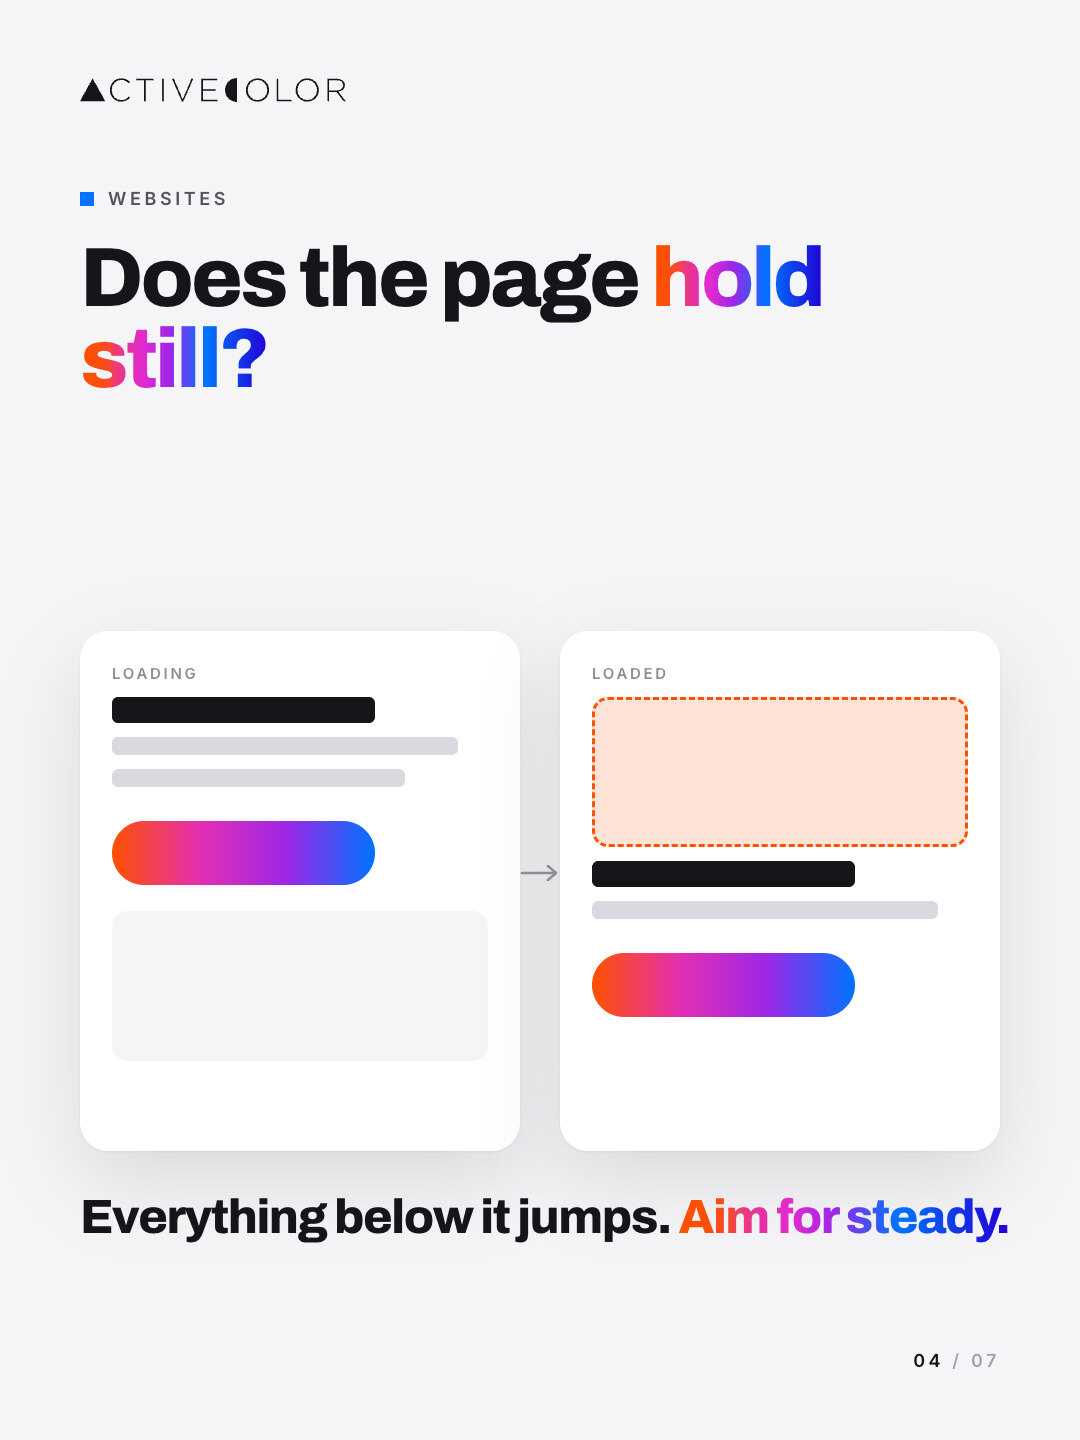 ACTIVECOLOR
WEBSITES
Does the page hold
still?
LOADING
LOADED
Everything below it jumps. Aim for steady.
04 / 07